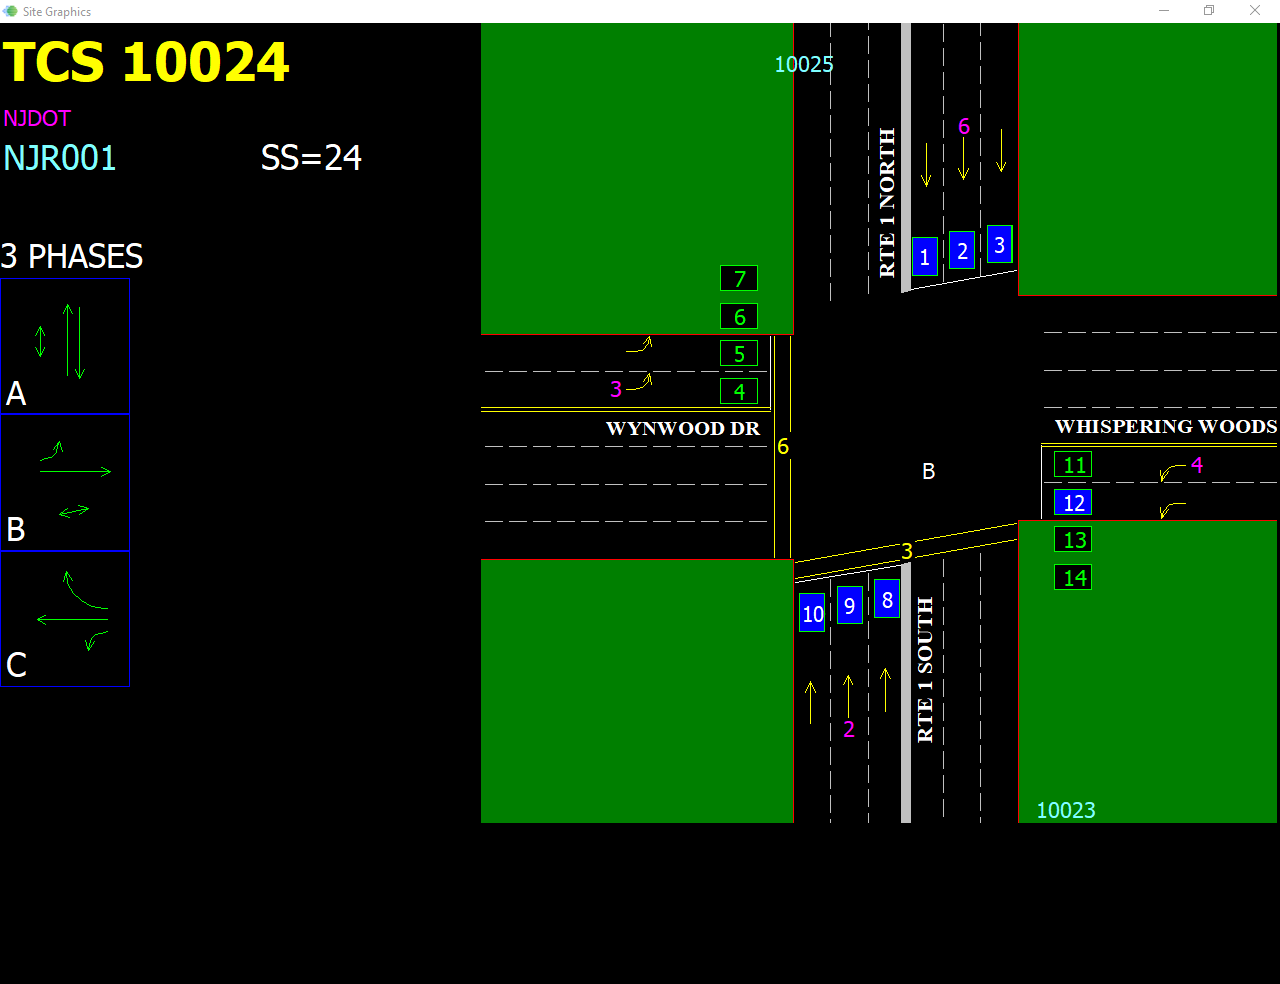 Site Graphics
TCS 10024
NJDOT
NJR001 SS=24
3 PHASES
A
B
C
10025
RTE 1 NORTH
6
1 2 3
7
6
5
3 4
WYNWOOD DR
6
WHISPERING WOODS
11 4
12
13
14
B
3
10 9 8
RTE 1 SOUTH
2
10023